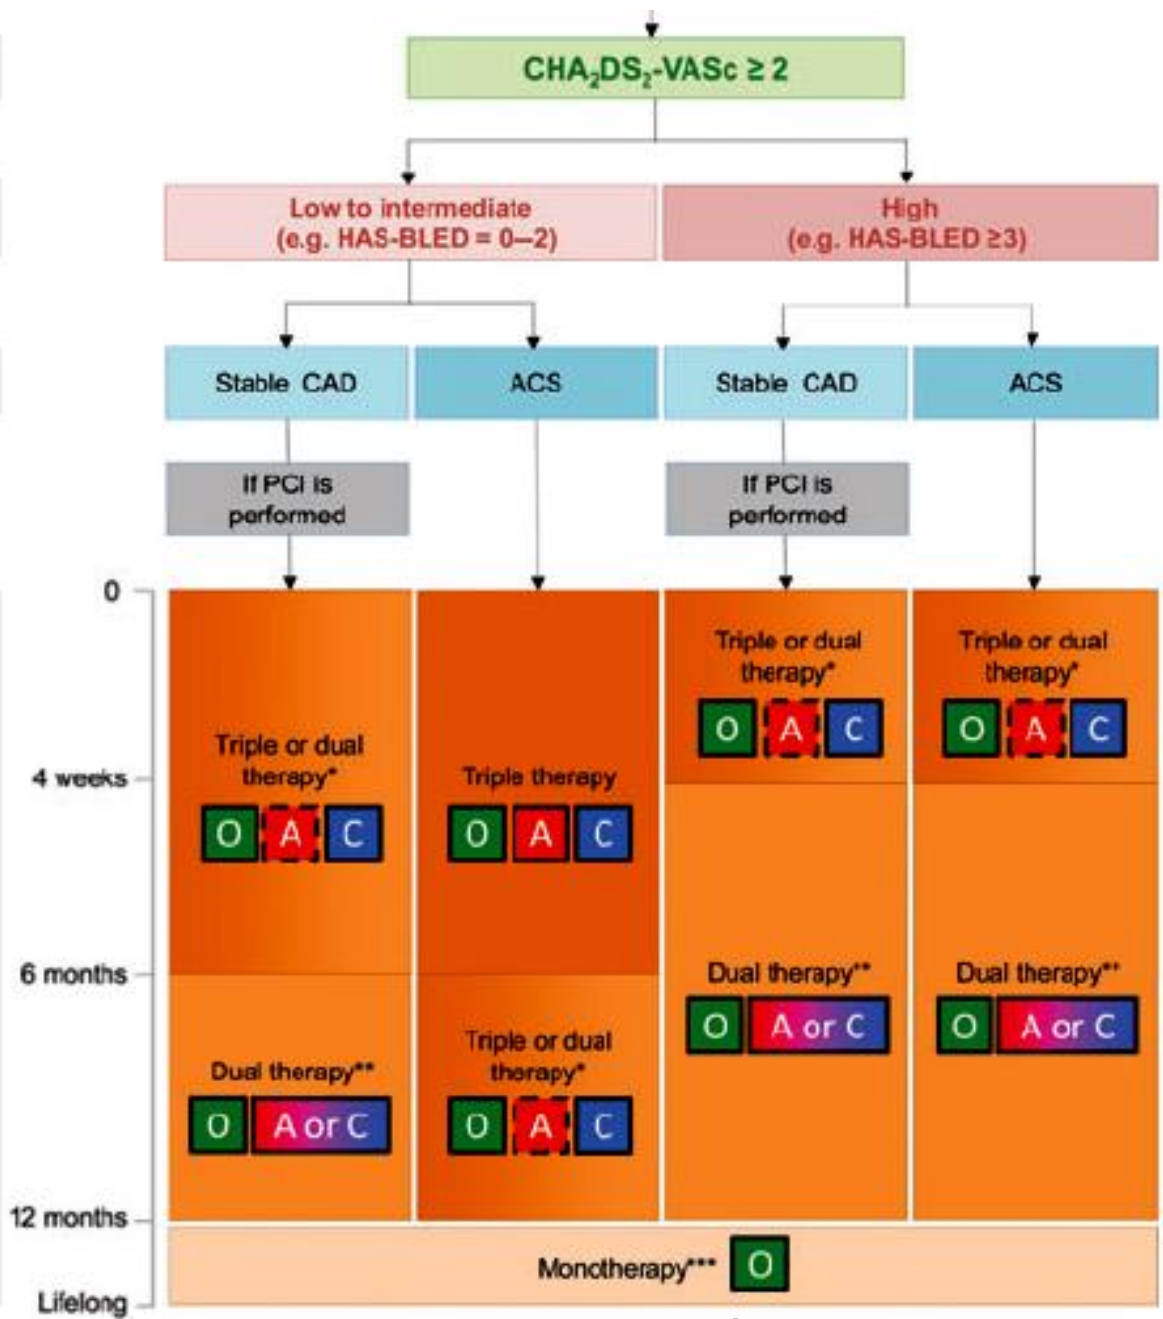 CHA₂DS₂-VASc ≥ 2
Low to intermediate
(e.g. HAS-BLED = 0–2)
High
(e.g. HAS-BLED ≥3)
Stable CAD
ACS
Stable CAD
ACS
If PCI is
performed
If PCI is
performed
0
Triple or dual
therapy*
O A C
Triple or dual
therapy*
O A C
Triple or dual
therapy*
O A C
4 weeks
Triple therapy
O A C
6 months
Dual therapy**
O A or C
Dual therapy**
O A or C
Dual therapy**
O A or C
Triple or dual
therapy*
O A C
12 months
Monotherapy*** O
Lifelong